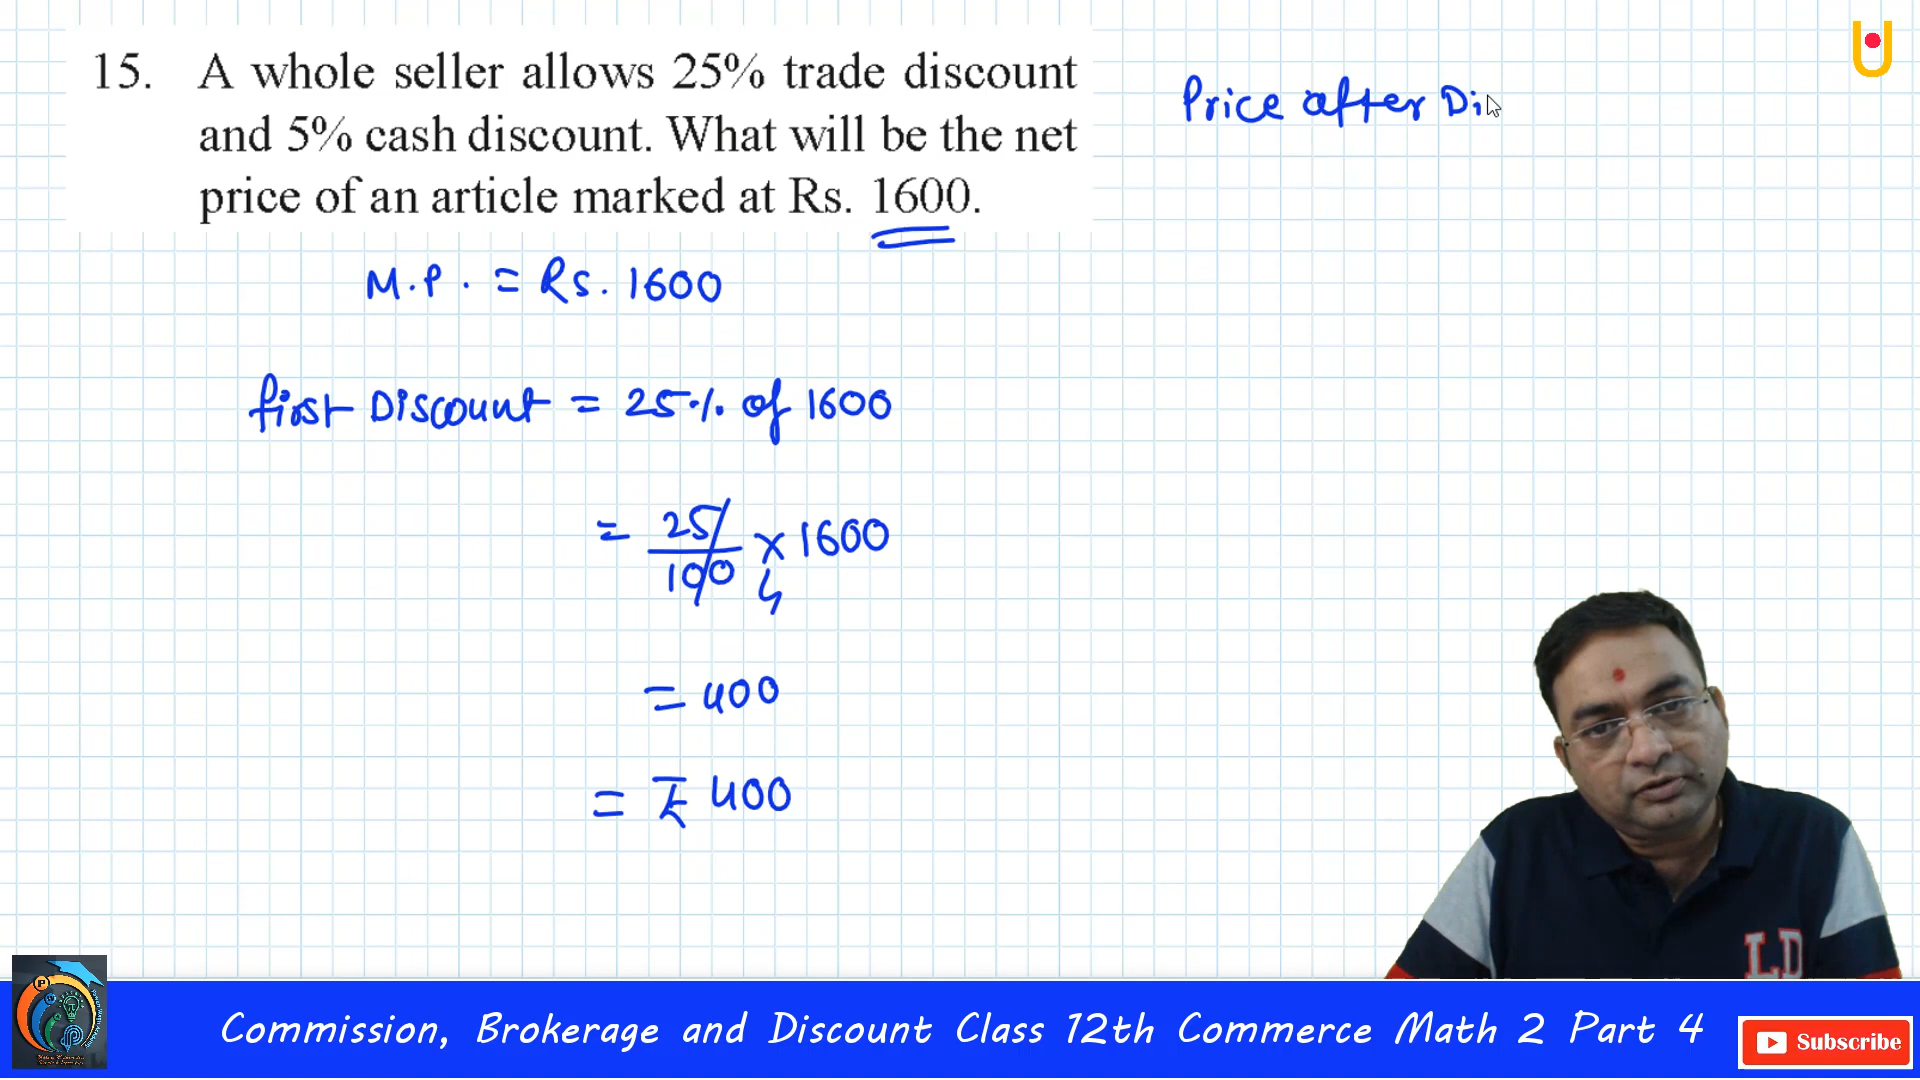 15. A whole seller allows 25% trade discount
and 5% cash discount. What will be the net
price of an article marked at Rs. 1600.
M.P. = Rs. 1600
first Discount = 25% of 1600
= 25/100 × 1600
4
= 400
= ₹ 400
Price after Di
LD
Commission, Brokerage and Discount Class 12th Commerce Math 2 Part 4
Subscribe